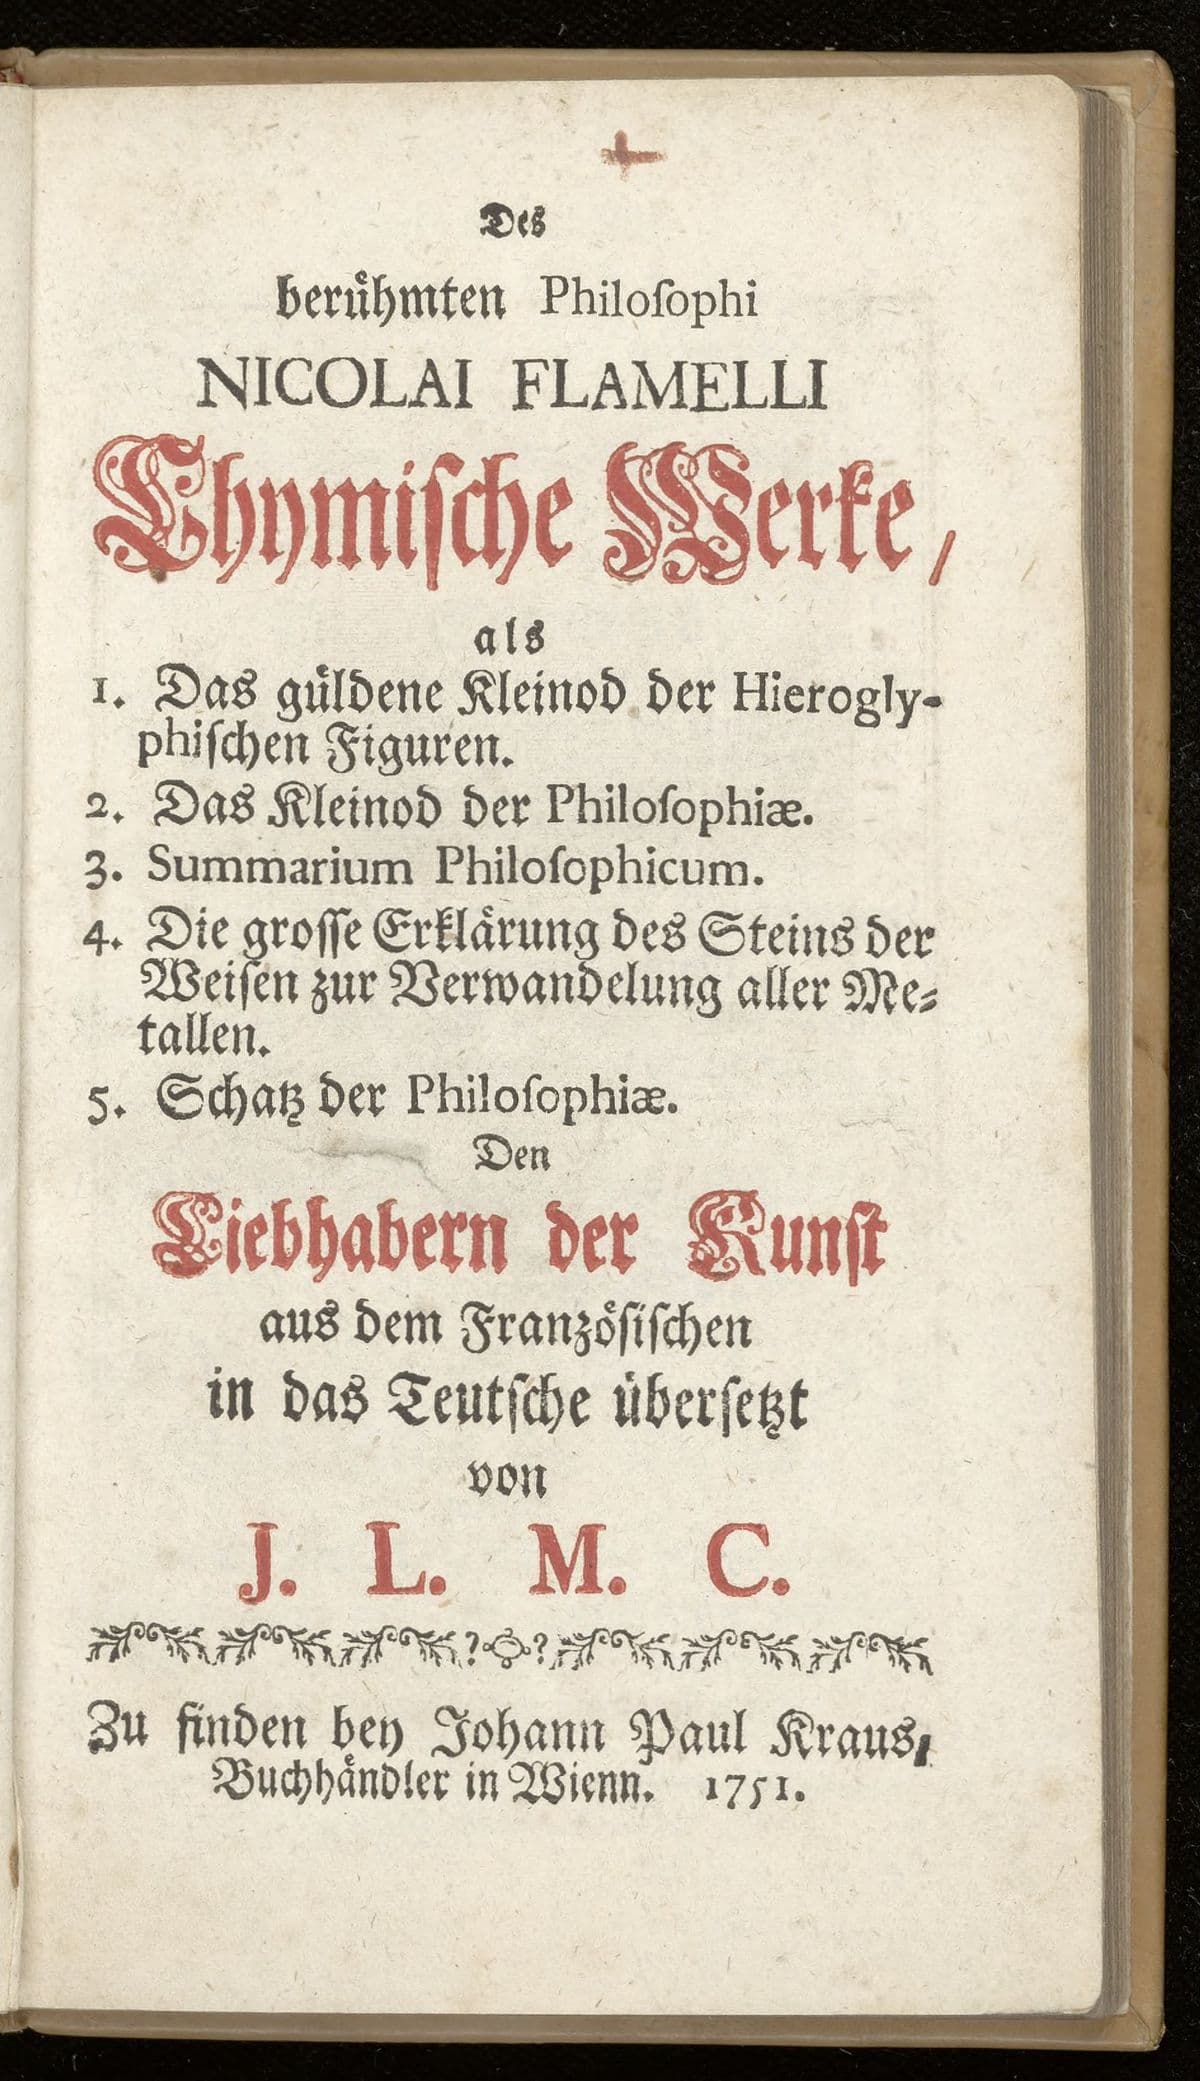 Des
berühmten Philoſophi
NICOLAI FLAMELLI
Chymiſche Werke,
als
1. Das güldene Kleinod der Hierogly-
phiſchen Figuren.
2. Das Kleinod der Philoſophiæ.
3. Summarium Philoſophicum.
4. Die groſſe Erklärung des Steins der
Weiſen zur Verwandelung aller Me-
tallen.
5. Schatz der Philoſophiæ.
Den
Liebhabern der Kunſt
aus dem Franzöſiſchen
in das Teutſche überſetzt
von
J. L. M. C.
Zu finden bey Johann Paul Kraus,
Buchhändler in Wienn. 1751.